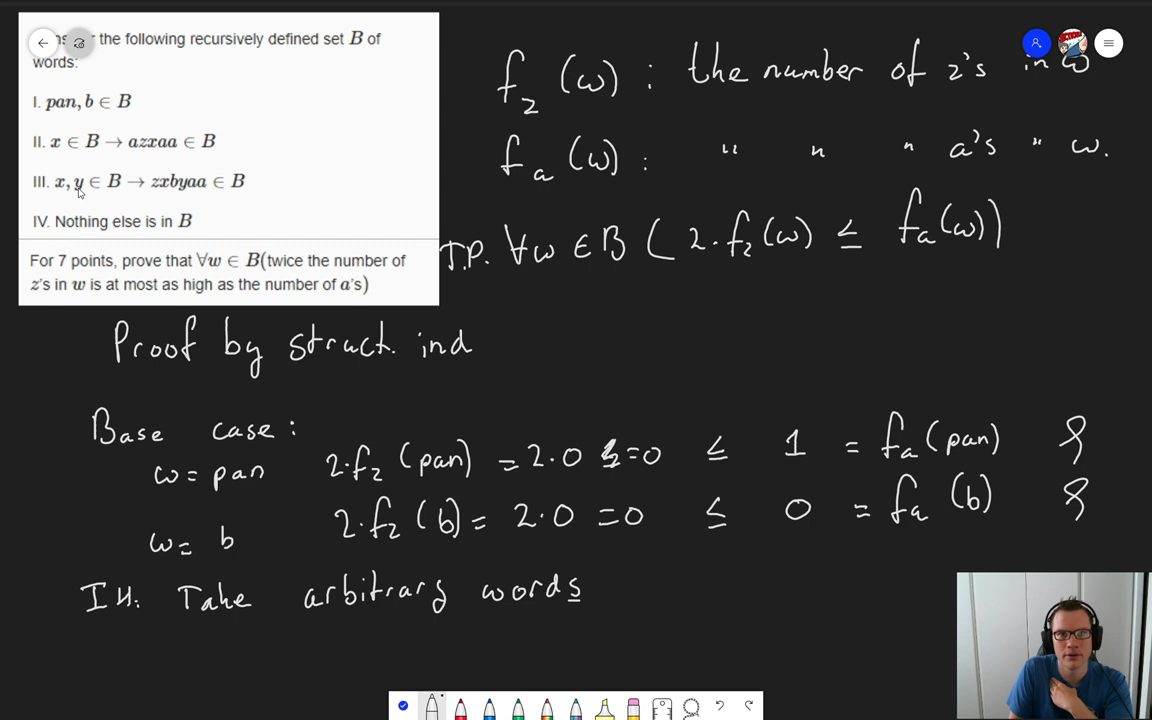 the following recursively defined set B of
words:
I. pan, b ∈ B
II. x ∈ B → azxaa ∈ B
III. x, y ∈ B → zxbyaa ∈ B
IV. Nothing else is in B
For 7 points, prove that ∀w ∈ B(twice the number of
z's in w is at most as high as the number of a's)
f_z (w) : the number of z's in w
f_a (w) : " " " a's " w.
T.P. ∀w ∈ B ( 2·f_z(w) ≤ f_a(w))
Proof by struct. ind
Base case:
w = pan 2·f_z (pan) = 2·0 = 0 ≤ 1 = f_a (pan)
w = b 2·f_z (b) = 2·0 = 0 ≤ 0 = f_a (b)
IH: Take arbitrary words